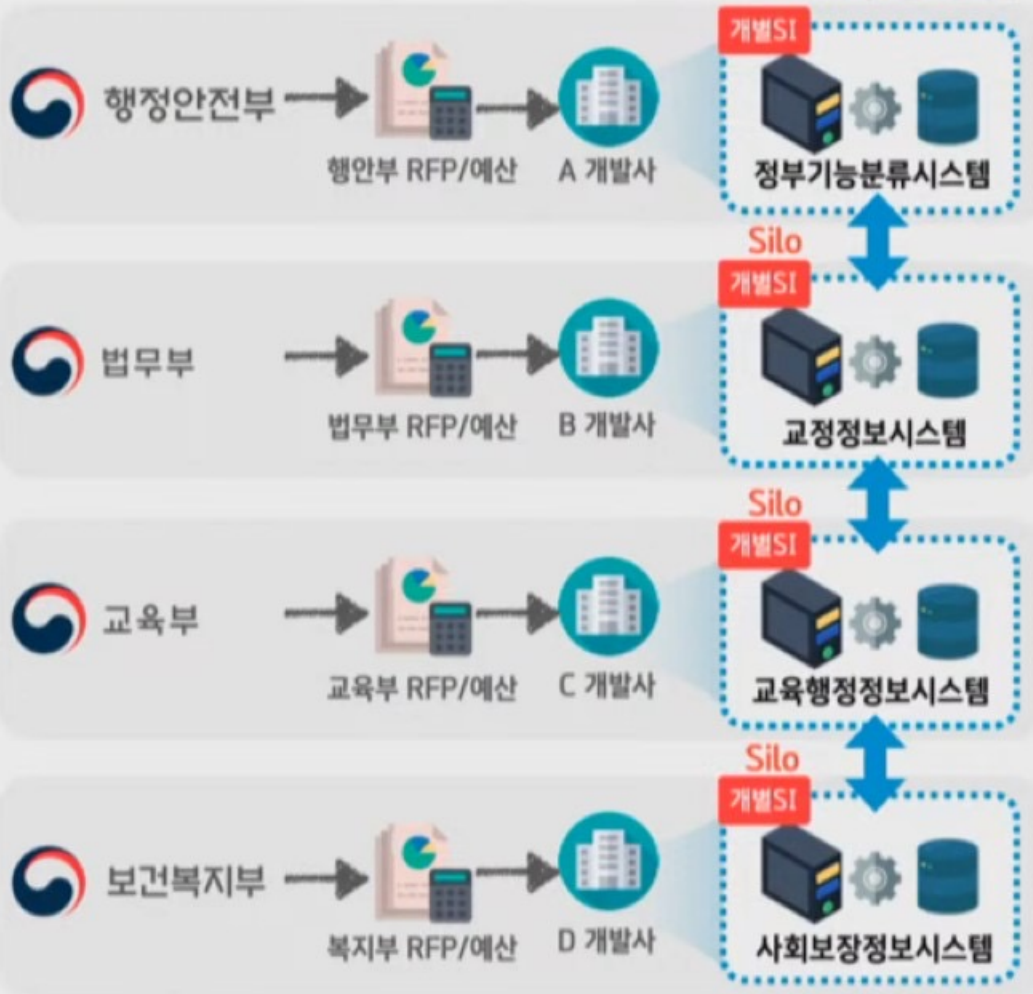 개별SI
행정안전부
행안부 RFP/예산
A 개발사
정부기능분류시스템
Silo
개별SI
법무부
법무부 RFP/예산
B 개발사
교정정보시스템
Silo
개별SI
교육부
교육부 RFP/예산
C 개발사
교육행정정보시스템
Silo
개별SI
보건복지부
복지부 RFP/예산
D 개발사
사회보장정보시스템